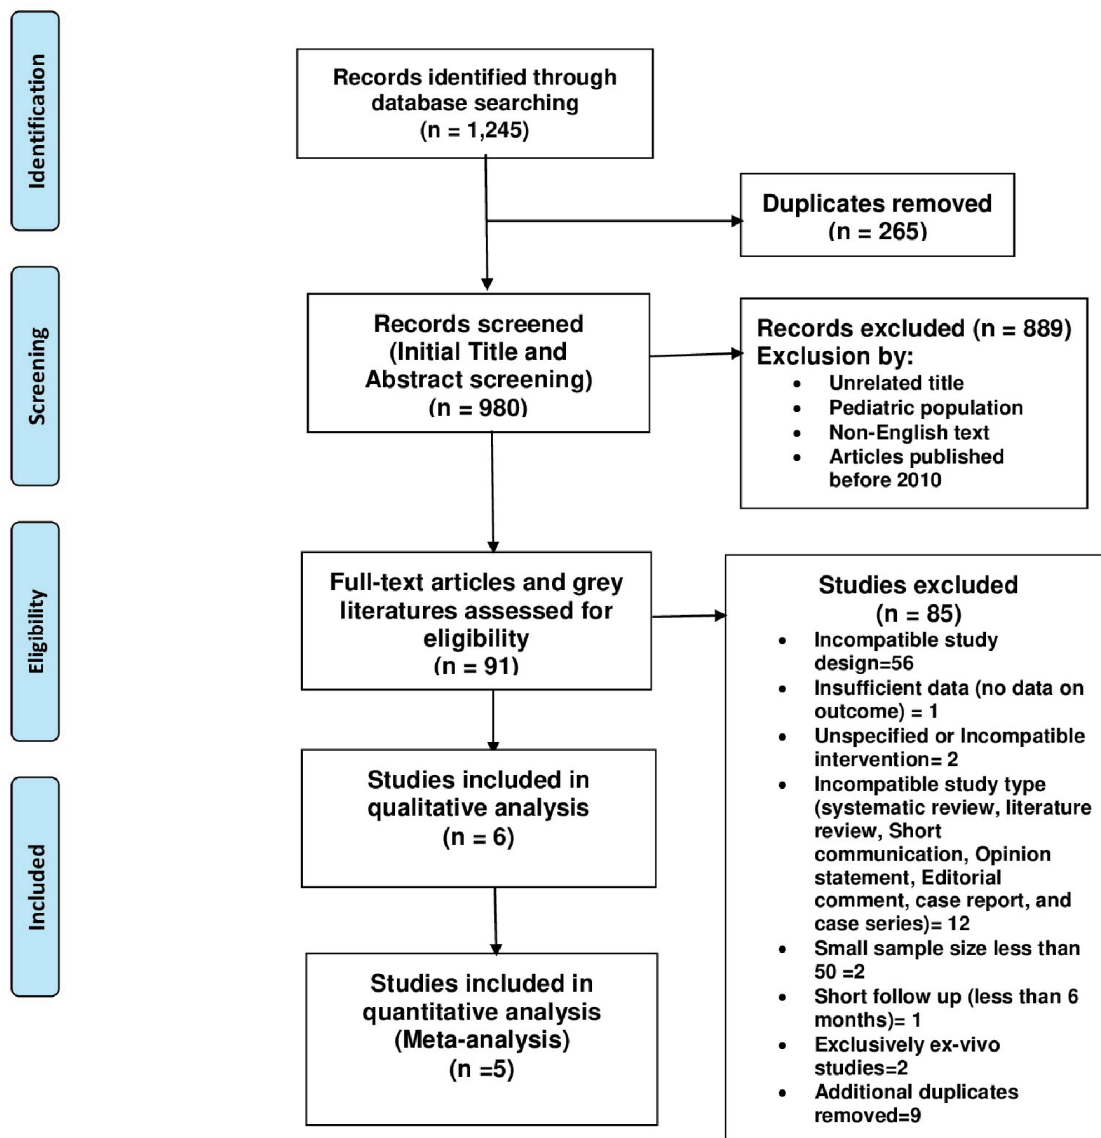 Identification
Records identified through
database searching
(n = 1,245)
Duplicates removed
(n = 265)
Screening
Records screened
(Initial Title and
Abstract screening)
(n = 980)
Records excluded (n = 889)
Exclusion by:
• Unrelated title
• Pediatric population
• Non-English text
• Articles published
before 2010
Eligibility
Full-text articles and grey
literatures assessed for
eligibility
(n = 91)
Studies excluded
(n = 85)
• Incompatible study
design=56
• Insufficient data (no data on
outcome) = 1
• Unspecified or Incompatible
intervention= 2
• Incompatible study type
(systematic review, literature
review, Short
communication, Opinion
statement, Editorial
comment, case report, and
case series)= 12
• Small sample size less than
50 =2
• Short follow up (less than 6
months)= 1
• Exclusively ex-vivo
studies=2
• Additional duplicates
removed=9
Included
Studies included in
qualitative analysis
(n = 6)
Studies included in
quantitative analysis
(Meta-analysis)
(n =5)